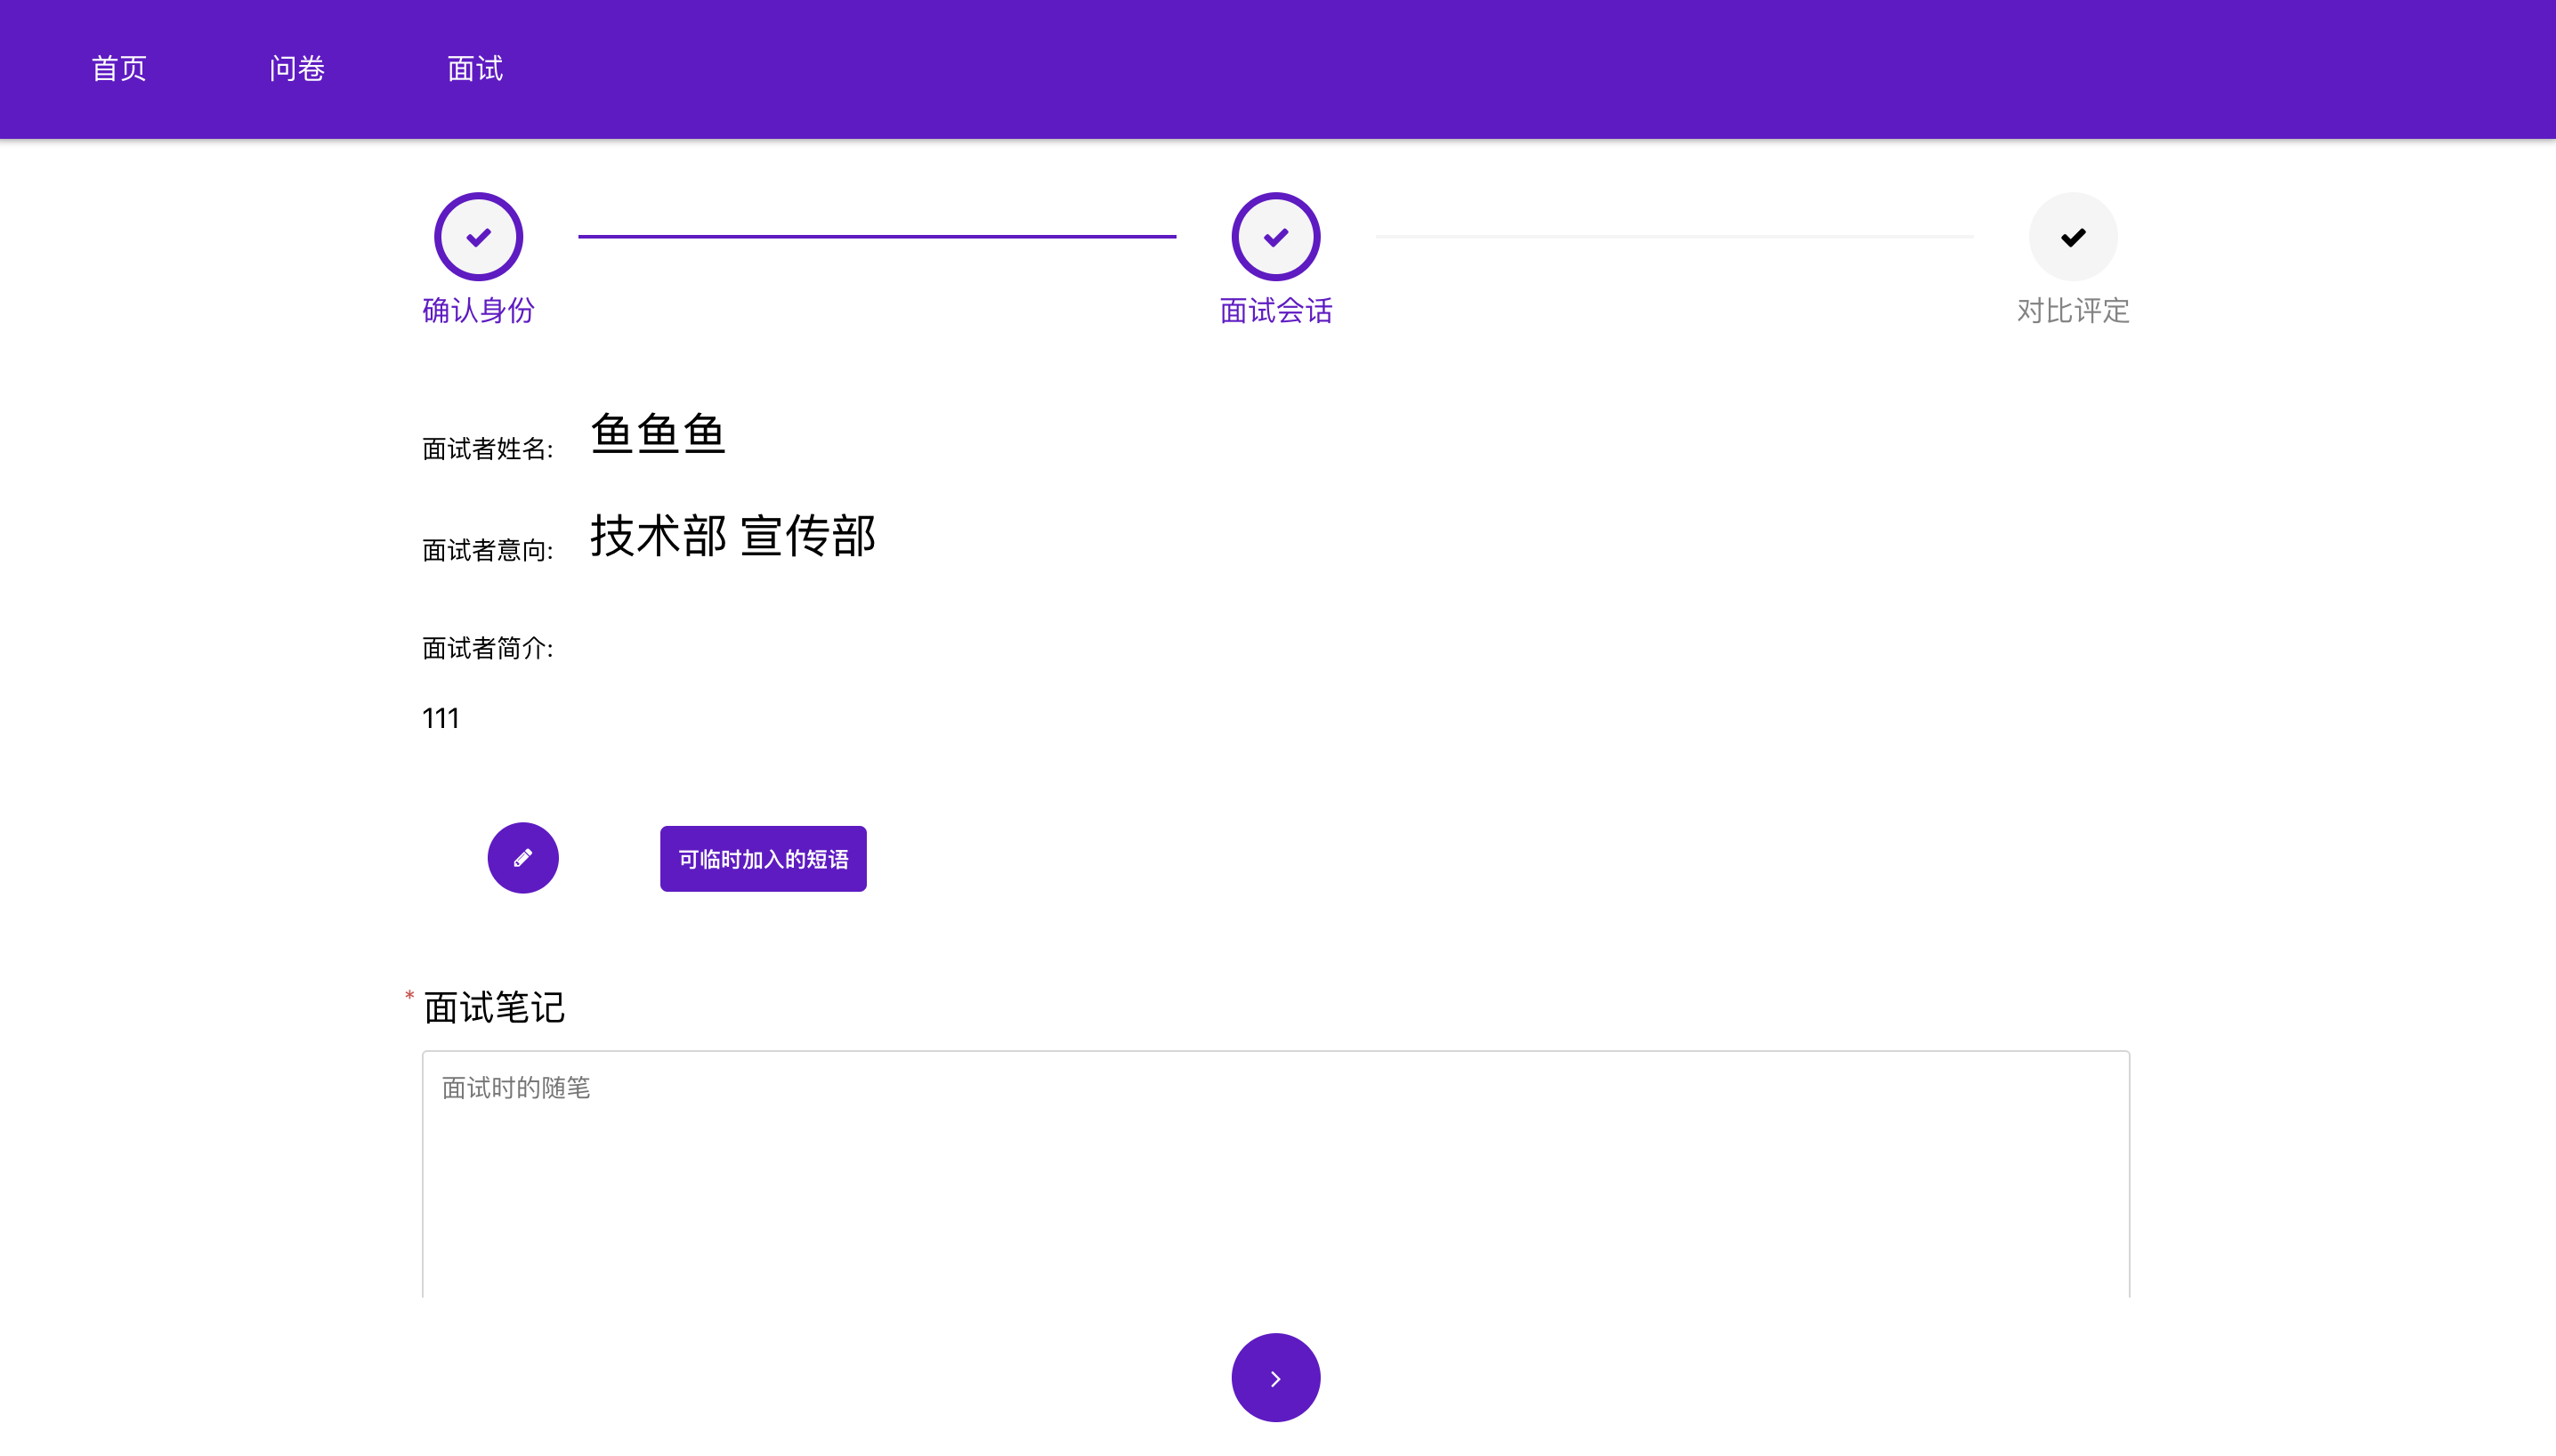 首页 问卷 面试
确认身份 面试会话 对比评定
面试者姓名: 鱼鱼鱼
面试者意向: 技术部 宣传部
面试者简介:
111
可临时加入的短语
* 面试笔记
面试时的随笔